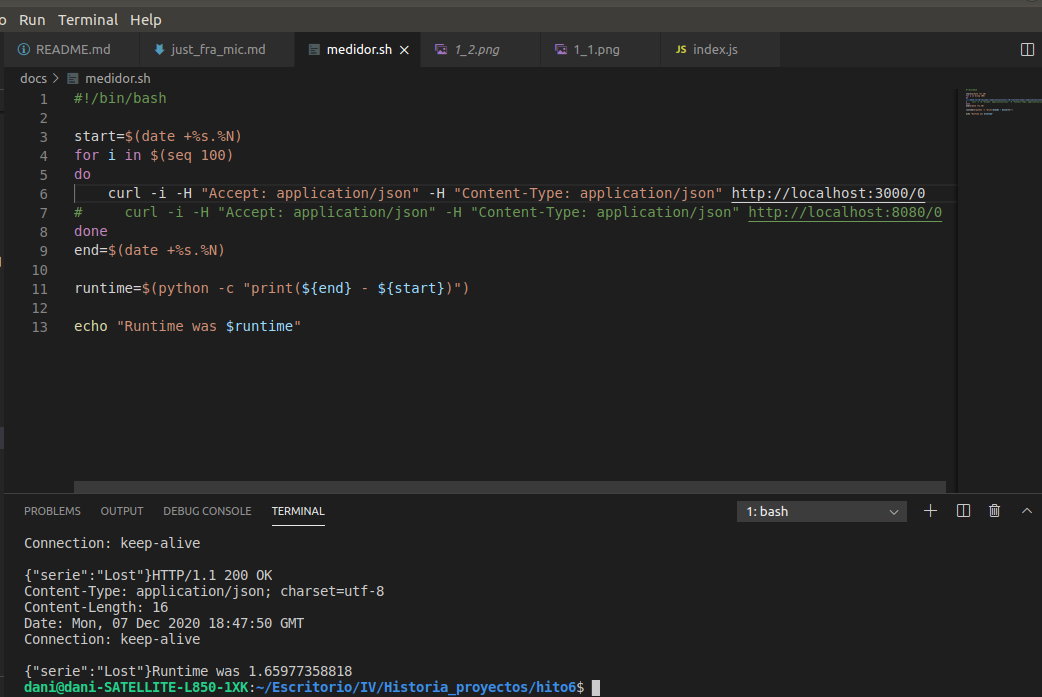 Run Terminal Help
README.md just_fra_mic.md medidor.sh 1_2.png 1_1.png JS index.js
docs > medidor.sh
1 #!/bin/bash
2
3 start=$(date +%s.%N)
4 for i in $(seq 100)
5 do
6 curl -i -H "Accept: application/json" -H "Content-Type: application/json" http://localhost:3000/0
7 # curl -i -H "Accept: application/json" -H "Content-Type: application/json" http://localhost:8080/0
8 done
9 end=$(date +%s.%N)
10
11 runtime=$(python -c "print(${end} - ${start})")
12
13 echo "Runtime was $runtime"
PROBLEMS OUTPUT DEBUG CONSOLE TERMINAL 1: bash
Connection: keep-alive
{"serie":"Lost"}HTTP/1.1 200 OK
Content-Type: application/json; charset=utf-8
Content-Length: 16
Date: Mon, 07 Dec 2020 18:47:50 GMT
Connection: keep-alive
{"serie":"Lost"}Runtime was 1.65977358818
dani@dani-SATELLITE-L850-1XK:~/Escritorio/IV/Historia_proyectos/hito6$